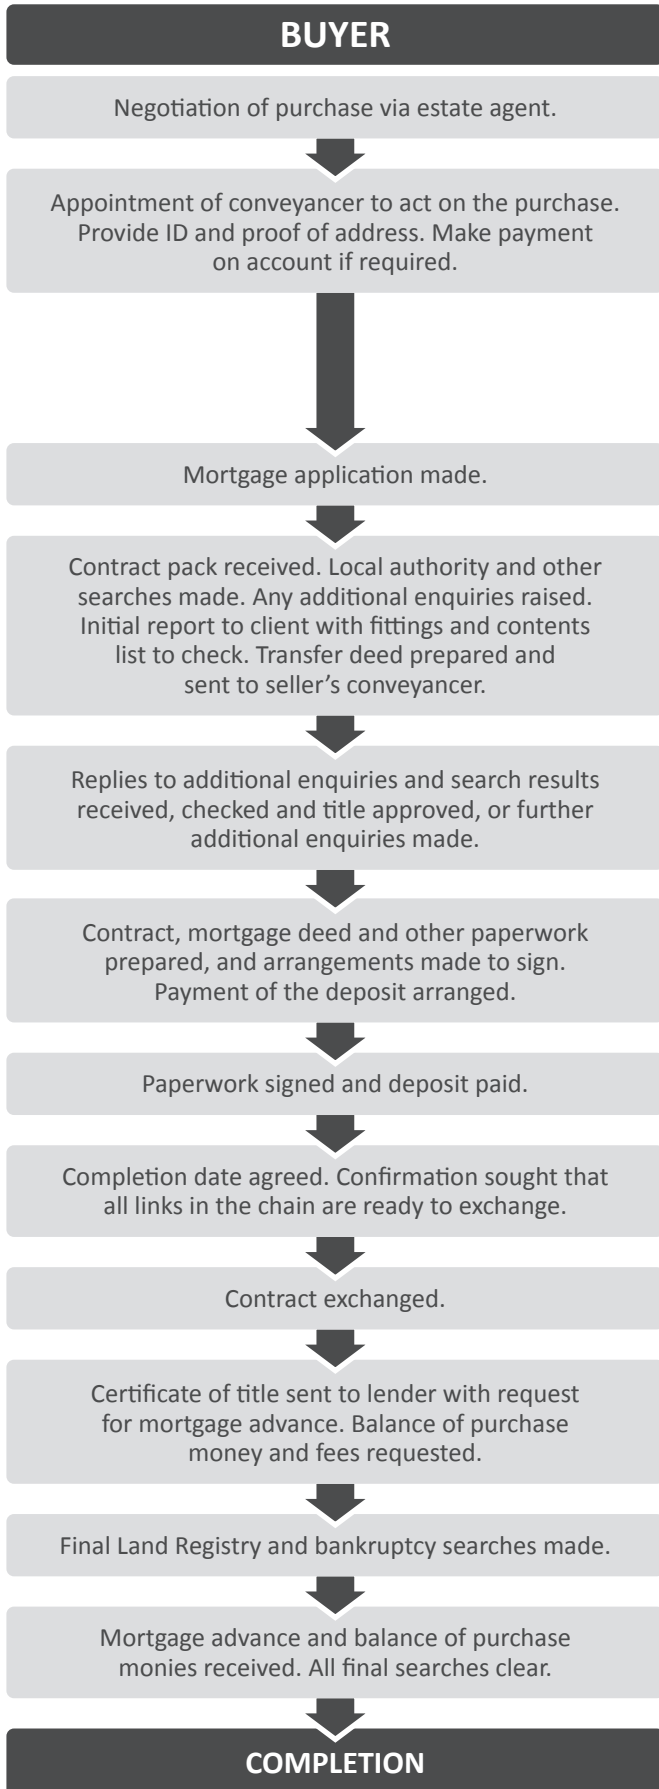 BUYER
Negotiation of purchase via estate agent.
Appointment of conveyancer to act on the purchase.
Provide ID and proof of address. Make payment
on account if required.
Mortgage application made.
Contract pack received. Local authority and other
searches made. Any additional enquiries raised.
Initial report to client with fittings and contents
list to check. Transfer deed prepared and
sent to seller’s conveyancer.
Replies to additional enquiries and search results
received, checked and title approved, or further
additional enquiries made.
Contract, mortgage deed and other paperwork
prepared, and arrangements made to sign.
Payment of the deposit arranged.
Paperwork signed and deposit paid.
Completion date agreed. Confirmation sought that
all links in the chain are ready to exchange.
Contract exchanged.
Certificate of title sent to lender with request
for mortgage advance. Balance of purchase
money and fees requested.
Final Land Registry and bankruptcy searches made.
Mortgage advance and balance of purchase
monies received. All final searches clear.
COMPLETION